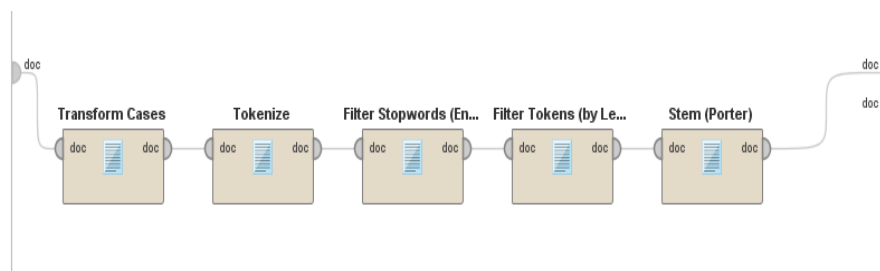 doc
doc
doc
Transform Cases
Tokenize
Filter Stopwords (En...
Filter Tokens (by Le...
Stem (Porter)
doc doc
doc doc
doc doc
doc doc
doc doc